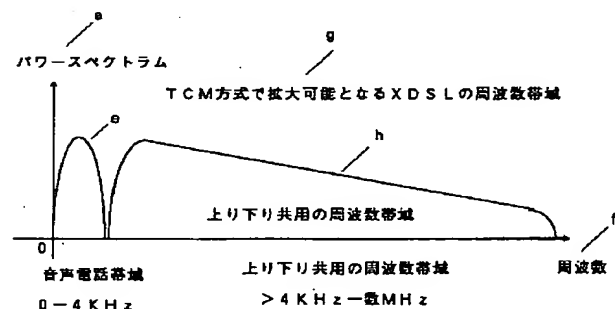 a
g
パワースペクトラム
TCM方式で拡大可能となるXDSLの周波数帯域
e
h
上り下り共用の周波数帯域
f
0
音声電話帯域
上り下り共用の周波数帯域
周波数
0-4KHz
>4KHz-数MHz